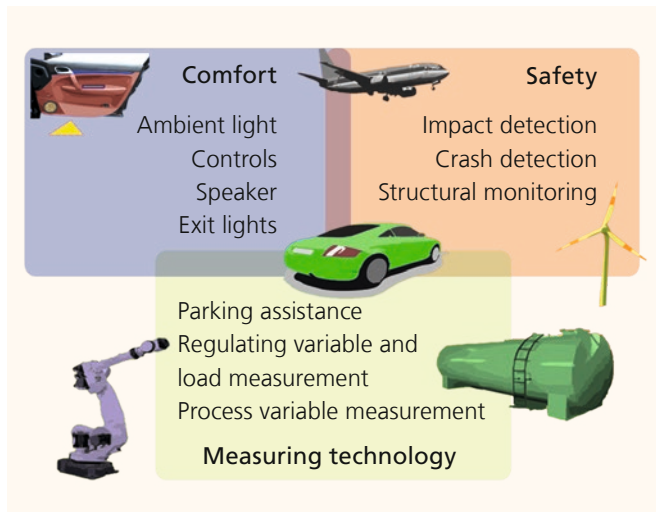 Comfort
Ambient light
Controls
Speaker
Exit lights
Safety
Impact detection
Crash detection
Structural monitoring
Parking assistance
Regulating variable and
load measurement
Process variable measurement
Measuring technology